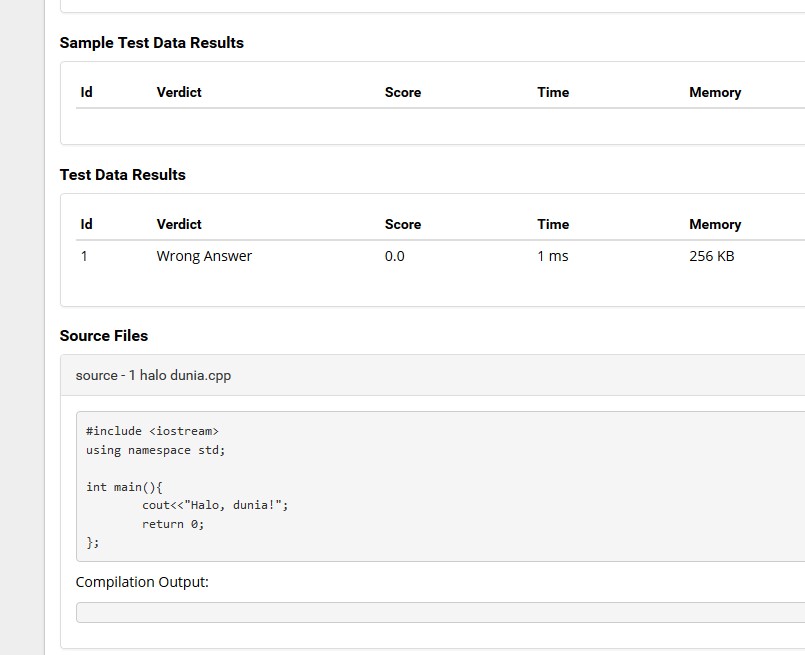 Sample Test Data Results
Id Verdict Score Time Memory
Test Data Results
Id Verdict Score Time Memory
1 Wrong Answer 0.0 1 ms 256 KB
Source Files
source - 1 halo dunia.cpp
#include <iostream>
using namespace std;
int main(){
cout<<"Halo, dunia!";
return 0;
};
Compilation Output: